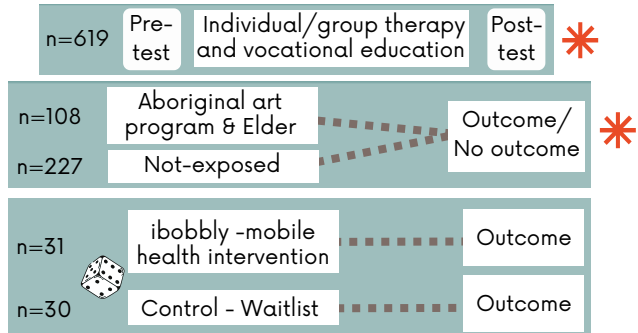 n=619
Pre-
test
Individual/group therapy
and vocational education
Post-
test
n=108
Aboriginal art
program & Elder
n=227
Not-exposed
Outcome/
No outcome
n=31
ibobbly -mobile
health intervention
Outcome
n=30
Control - Waitlist
Outcome